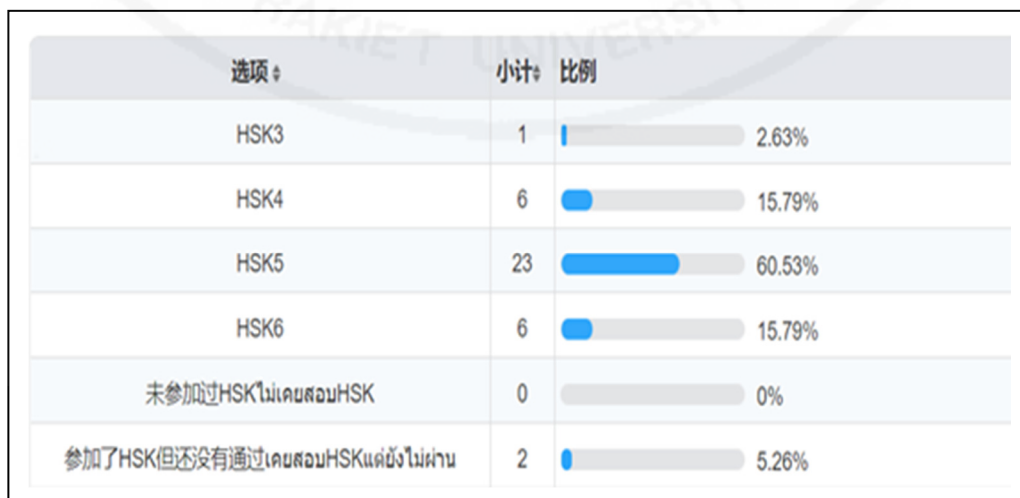 RAKIET UNIVERSIT
选项 小计 比例
HSK3 1 2.63%
HSK4 6 15.79%
HSK5 23 60.53%
HSK6 6 15.79%
未参加过HSKไม่เคยสอบHSK 0 0%
参加了HSK但还没有通过เคยสอบHSKแต่ยังไม่ผ่าน 2 5.26%